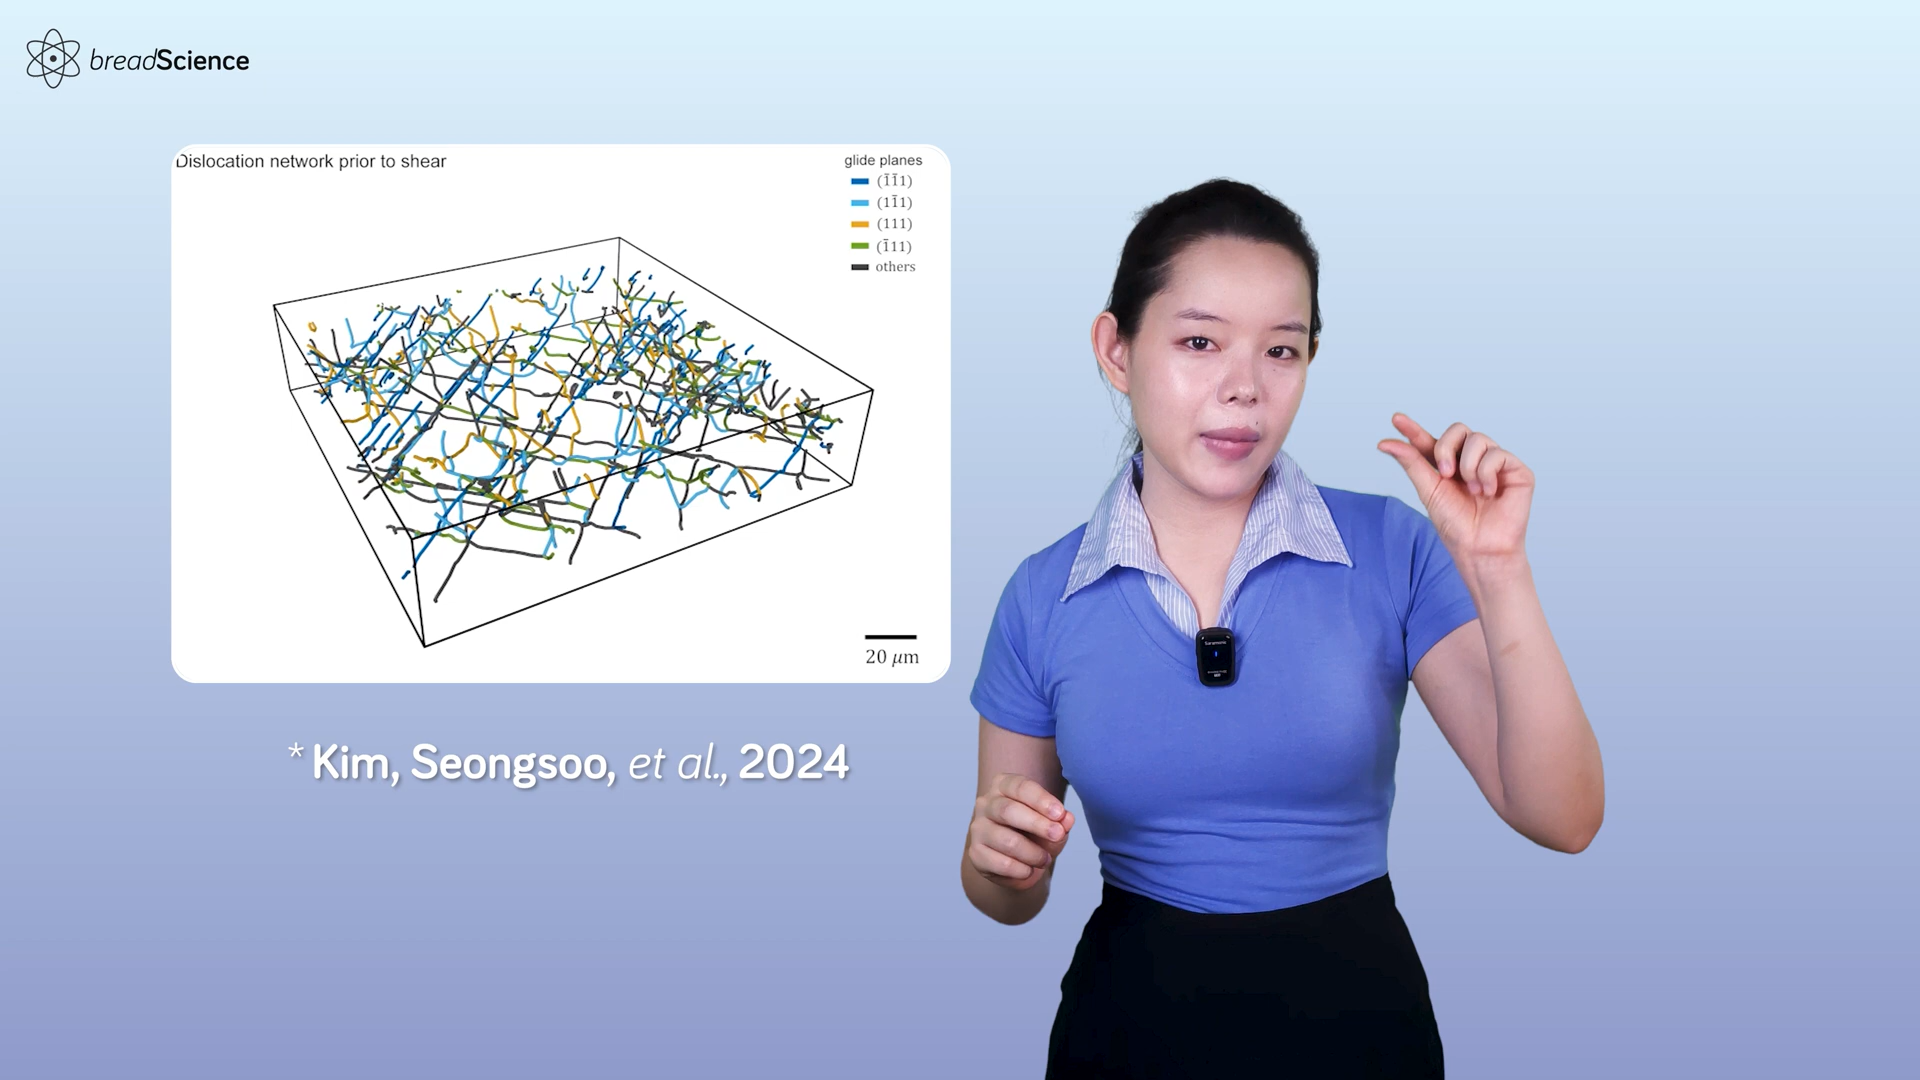 breadScience
Dislocation network prior to shear
glide planes
(1̄1̄1)
(11̄1)
(111)
(1̄11)
others
20 μm
* Kim, Seongsoo, et al., 2024